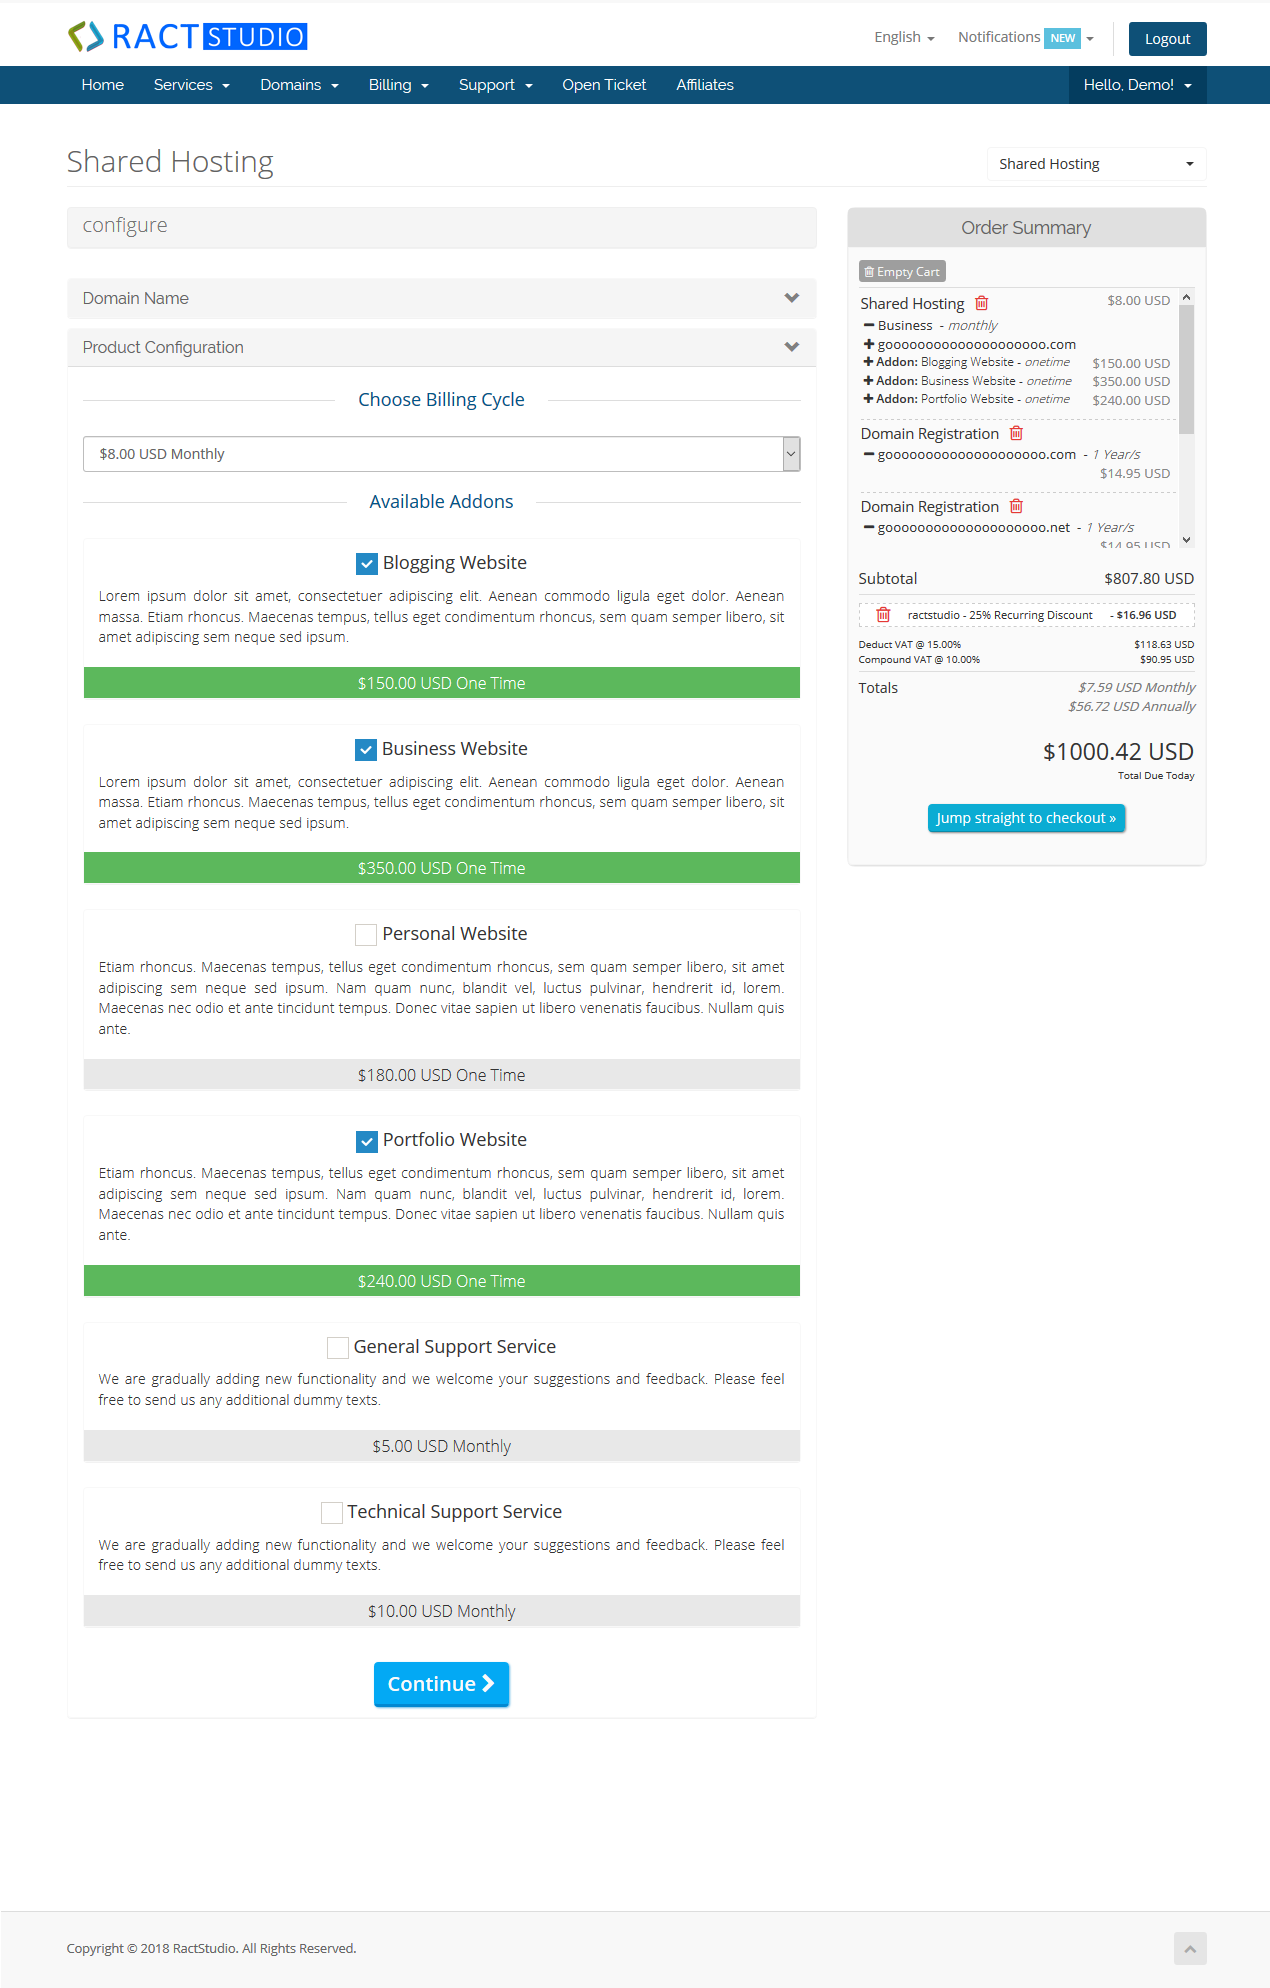 RACT STUDIO
English
Notifications NEW
Logout
Home Services Domains Billing Support Open Ticket Affiliates Hello, Demo!
Shared Hosting
Shared Hosting
configure
Domain Name
Product Configuration
Choose Billing Cycle
$8.00 USD Monthly
Available Addons
Blogging Website
Lorem ipsum dolor sit amet, consectetuer adipiscing elit. Aenean commodo ligula eget dolor. Aenean
massa. Etiam rhoncus. Maecenas tempus, tellus eget condimentum rhoncus, sem quam semper libero, sit
amet adipiscing sem neque sed ipsum.
$150.00 USD One Time
Business Website
Lorem ipsum dolor sit amet, consectetuer adipiscing elit. Aenean commodo ligula eget dolor. Aenean
massa. Etiam rhoncus. Maecenas tempus, tellus eget condimentum rhoncus, sem quam semper libero, sit
amet adipiscing sem neque sed ipsum.
$350.00 USD One Time
Personal Website
Etiam rhoncus. Maecenas tempus, tellus eget condimentum rhoncus, sem quam semper libero, sit amet
adipiscing sem neque sed ipsum. Nam quam nunc, blandit vel, luctus pulvinar, hendrerit id, lorem.
Maecenas nec odio et ante tincidunt tempus. Donec vitae sapien ut libero venenatis faucibus. Nullam quis
ante.
$180.00 USD One Time
Portfolio Website
Etiam rhoncus. Maecenas tempus, tellus eget condimentum rhoncus, sem quam semper libero, sit amet
adipiscing sem neque sed ipsum. Nam quam nunc, blandit vel, luctus pulvinar, hendrerit id, lorem.
Maecenas nec odio et ante tincidunt tempus. Donec vitae sapien ut libero venenatis faucibus. Nullam quis
ante.
$240.00 USD One Time
General Support Service
We are gradually adding new functionality and we welcome your suggestions and feedback. Please feel
free to send us any additional dummy texts.
$5.00 USD Monthly
Technical Support Service
We are gradually adding new functionality and we welcome your suggestions and feedback. Please feel
free to send us any additional dummy texts.
$10.00 USD Monthly
Continue
Order Summary
Empty Cart
Shared Hosting $8.00 USD
Business - monthly
goooooooooooooooooooo.com
Addon: Blogging Website - onetime $150.00 USD
Addon: Business Website - onetime $350.00 USD
Addon: Portfolio Website - onetime $240.00 USD
Domain Registration
goooooooooooooooooooo.com - 1 Year/s
$14.95 USD
Domain Registration
goooooooooooooooooooo.net - 1 Year/s
$14.95 USD
Subtotal $807.80 USD
ractstudio - 25% Recurring Discount - $16.96 USD
Deduct VAT @ 15.00% $118.63 USD
Compound VAT @ 10.00% $90.95 USD
Totals $7.59 USD Monthly
$56.72 USD Annually
$1000.42 USD
Total Due Today
Jump straight to checkout »
Copyright © 2018 RactStudio. All Rights Reserved.